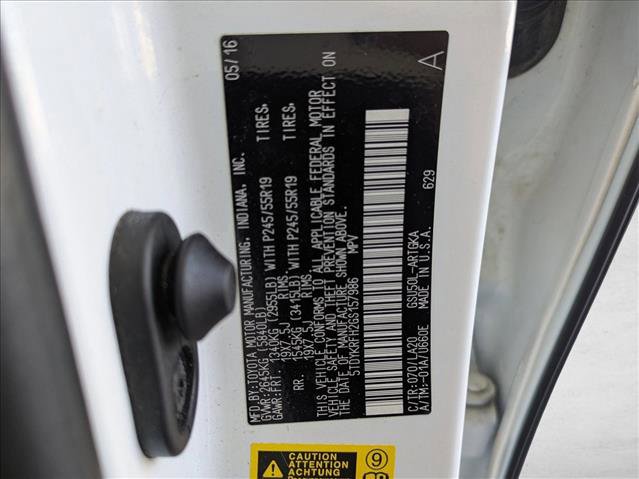 MFD.BY:TOYOTA MOTOR MANUFACTURING, INDIANA, INC. 05/16
GVWR:2645KG (5840LB)
GAWR:FRT. 1340KG (2955LB) WITH P245/55R19 TIRES,
19X7.5J RIMS,
RR. 1545KG (3415LB) WITH P245/55R19 TIRES,
19X7.5J RIMS,
THIS VEHICLE CONFORMS TO ALL APPLICABLE FEDERAL MOTOR
VEHICLE SAFETY AND THEFT PREVENTION STANDARDS IN EFFECT ON
THE DATE OF MANUFACTURE SHOWN ABOVE.
5TDYKRFH2GS157986 MPV
A
C/TR:070/LA20 GSU50L-ARTGKA 629
A/TM:-01A/U660E MADE IN U.S.A.
CAUTION
ATTENTION
ACHTUNG
9